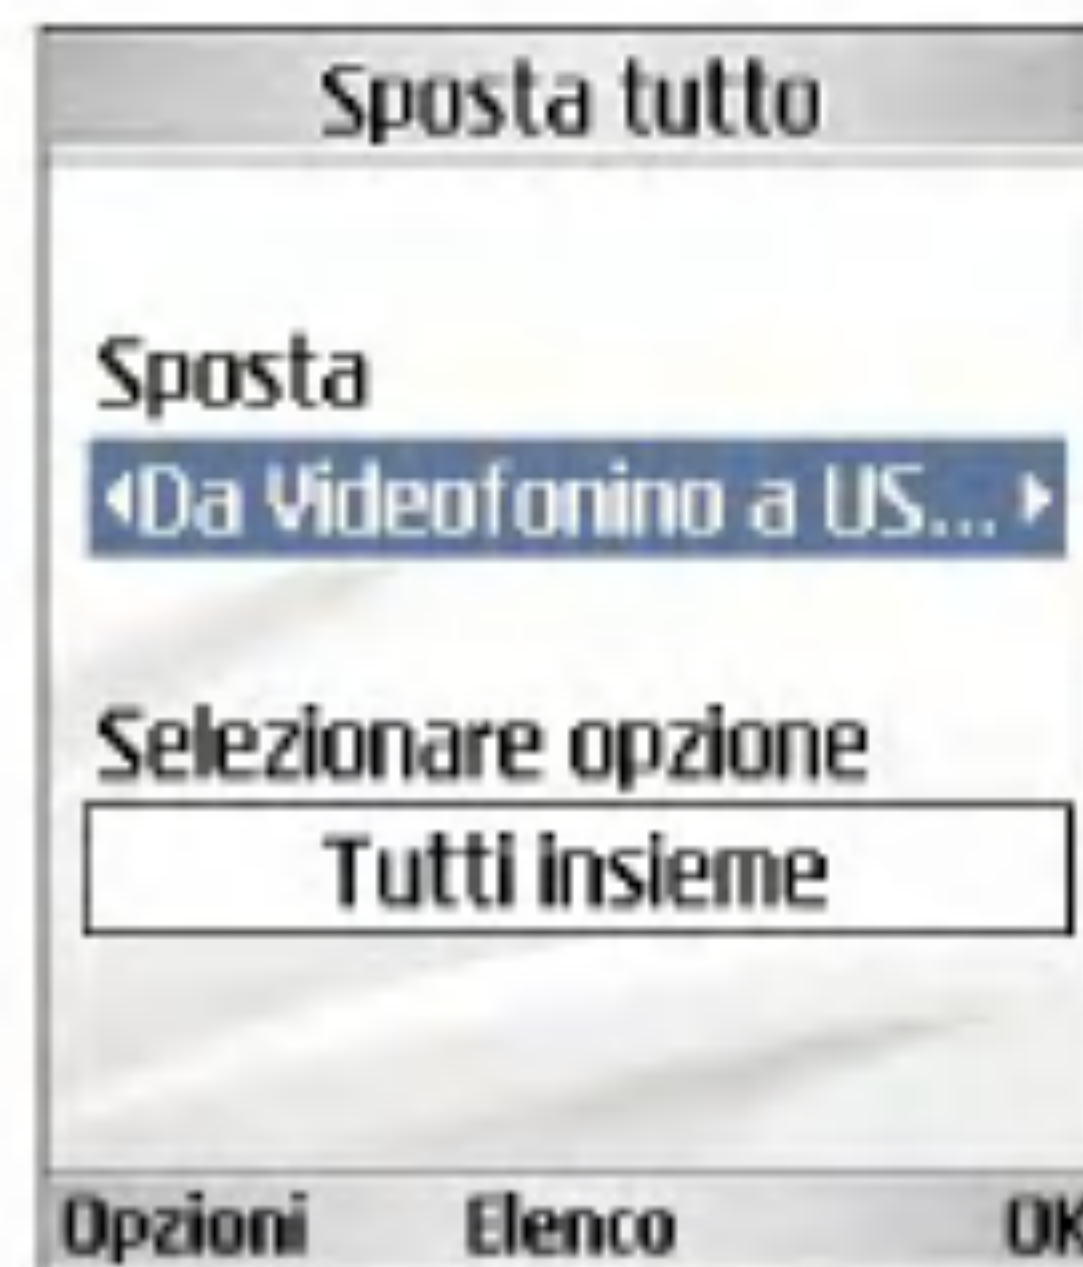 Sposta tutto
Sposta
Da Videofonino a US...
Selezionare opzione
Tutti insieme
Opzioni Elenco OK